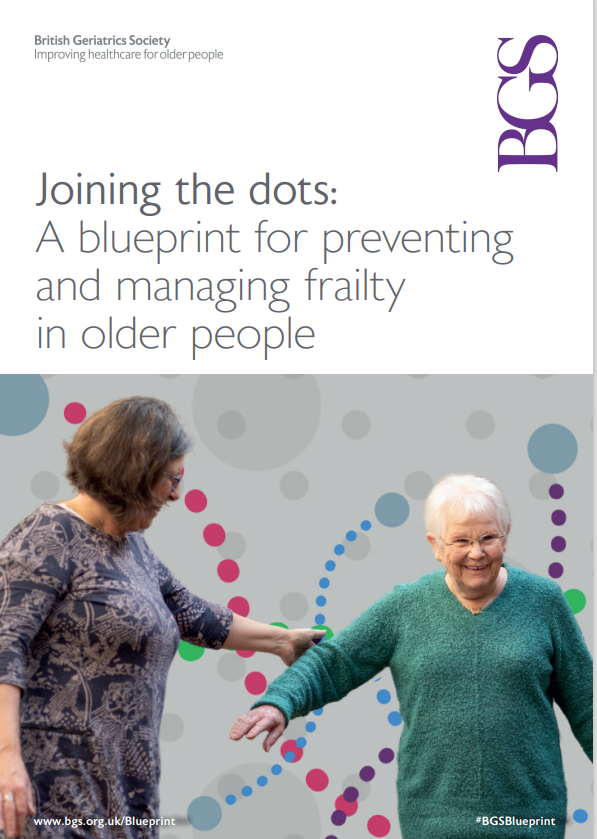 British Geriatrics Society
Improving healthcare for older people
BGS
Joining the dots:
A blueprint for preventing
and managing frailty
in older people
www.bgs.org.uk/Blueprint
#BGSBlueprint